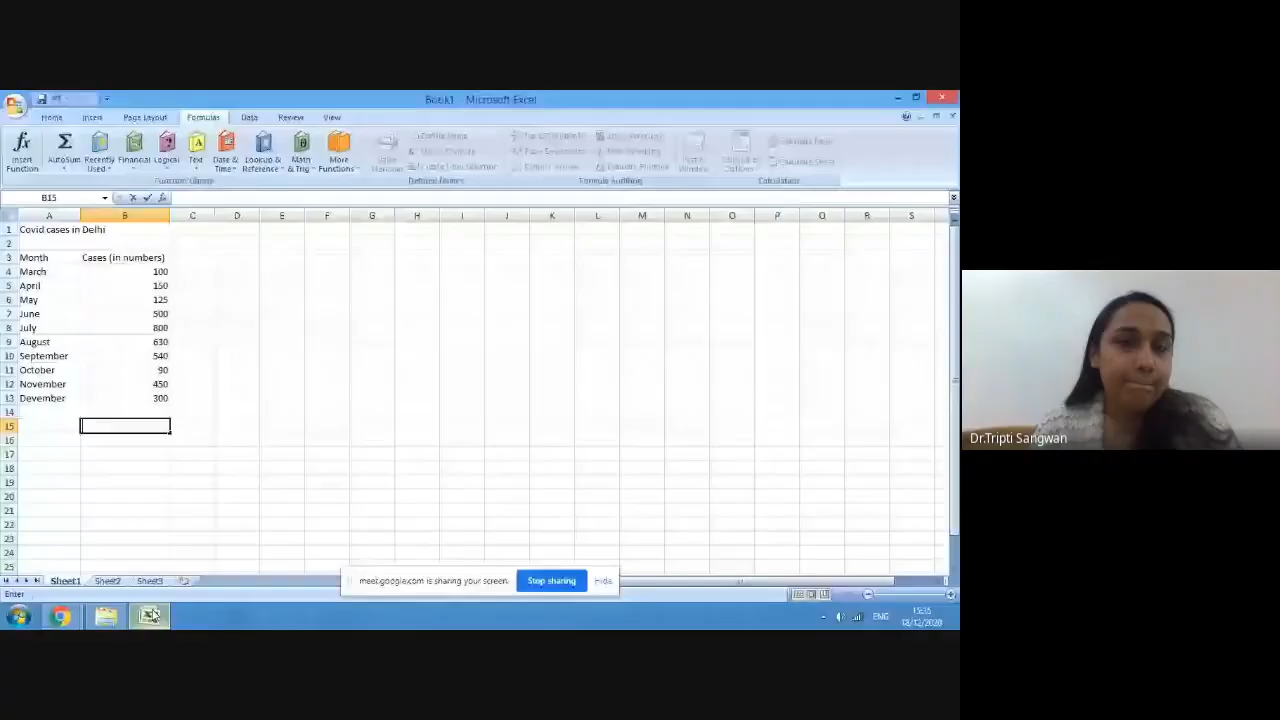 Book1 - Microsoft Excel
Home Insert Page Layout Formulas Data Review View
Insert Function
AutoSum
Recently Used
Financial
Logical
Text
Date & Time
Lookup & Reference
Math & Trig
More Functions
Function Library
Defined Names
Formula Auditing
Calculation
B15
A B C D E F G H I J K L M N O P Q R S
1 Covid cases in Delhi
2
3 Month Cases (in numbers)
4 March 100
5 April 150
6 May 125
7 June 500
8 July 800
9 August 630
10 September 540
11 October 90
12 November 450
13 Devember 300
14
15
16
17
18
19
20
21
22
23
24
25
Sheet1 Sheet2 Sheet3
meet.google.com is sharing your screen. Stop sharing Hide
Enter
ENG
15:35
18/12/2020
Dr.Tripti Sangwan